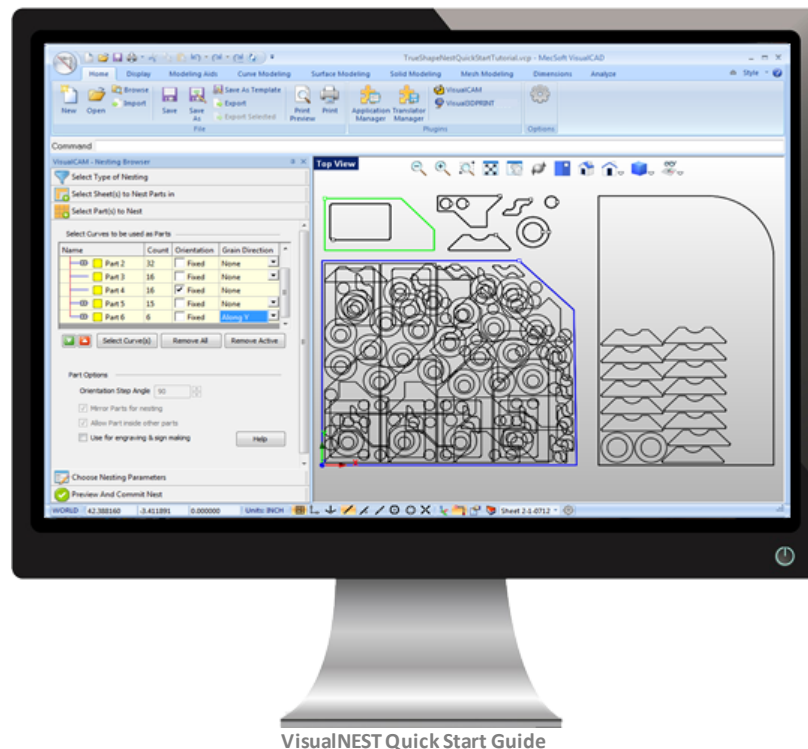 TrueShapeNestQuickStartTutorial.vcp - MecSoft VisualCAD
Home Display Modeling Aids Curve Modeling Surface Modeling Solid Modeling Mesh Modeling Dimensions Analyze Style
New Open Browse Import Save Save As Save As Template Export Export Selected Print Preview Print Application Manager Translator Manager VisualCAM Visual3DPRINT
File Plugins Options
Command
VisualCAM - Nesting Browser
Top View
Select Type of Nesting
Select Sheet(s) to Nest Parts in
Select Part(s) to Nest
Select Curves to be used as Parts
Name Count Orientation Grain Direction
Part 2 32 Fixed None
Part 3 16 Fixed None
Part 4 16 Fixed None
Part 5 15 Fixed None
Part 6 6 Fixed Along Y
Select Curve(s) Remove All Remove Active
Part Options
Orientation Step Angle 90
Mirror Parts for nesting
Allow Part inside other parts
Use for engraving & sign making Help
Choose Nesting Parameters
Preview And Commit Nest
WORLD 42.388160 -3.411891 0.000000 Units: INCH Sheet 2-1-0712
VisualNEST Quick Start Guide